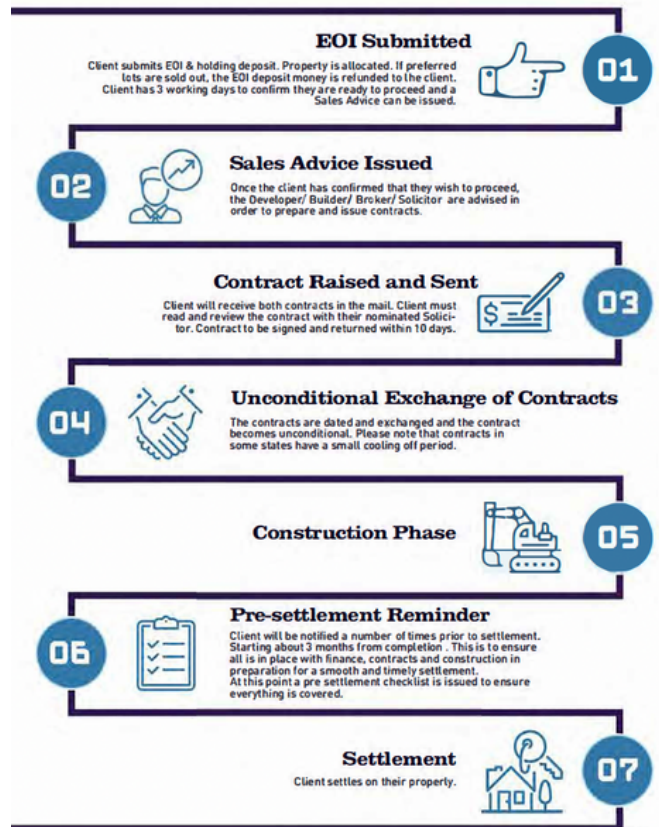 EOI Submitted
01
Client submits EOI & holding deposit. Property is allocated. If preferred
lots are sold out, the EOI deposit money is refunded to the client.
Client has 3 working days to confirm they are ready to proceed and a
Sales Advice can be issued.
02
Sales Advice Issued
Once the client has confirmed that they wish to proceed,
the Developer/ Builder/ Broker/ Solicitor are advised in
order to prepare and issue contracts.
Contract Raised and Sent
03
Client will receive both contracts in the mail. Client must
read and review the contract with their nominated Solici-
tor. Contract to be signed and returned within 10 days.
$
04
Unconditional Exchange of Contracts
The contracts are dated and exchanged and the contract
becomes unconditional. Please note that contracts in
some states have a small cooling off period.
Construction Phase
05
06
Pre-settlement Reminder
Client will be notified a number of times prior to settlement.
Starting about 3 months from completion . This is to ensure
all is in place with finance, contracts and construction in
preparation for a smooth and timely settlement.
At this point a pre settlement checklist is issued to ensure
everything is covered.
Settlement
07
Client settles on their property.